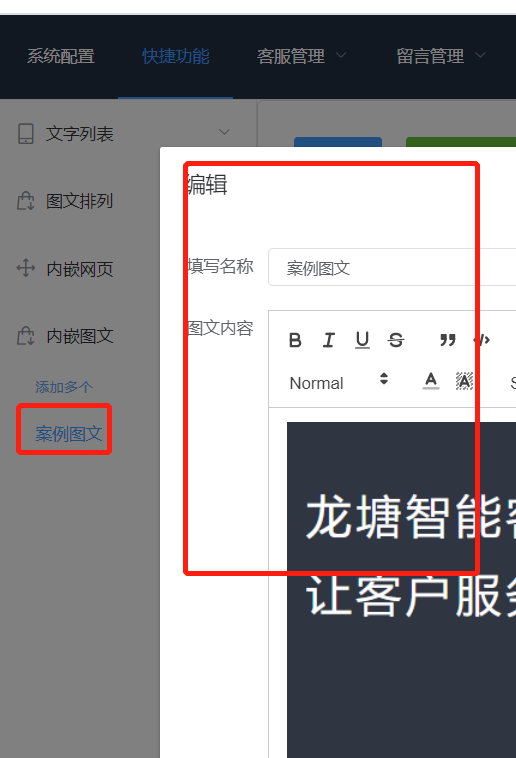 系统配置 快捷功能 客服管理 留言管理
文字列表
图文排列
内嵌网页
内嵌图文
添加多个
案例图文
编辑
填写名称 案例图文
图文内容
Normal
龙塘智能
让客户服